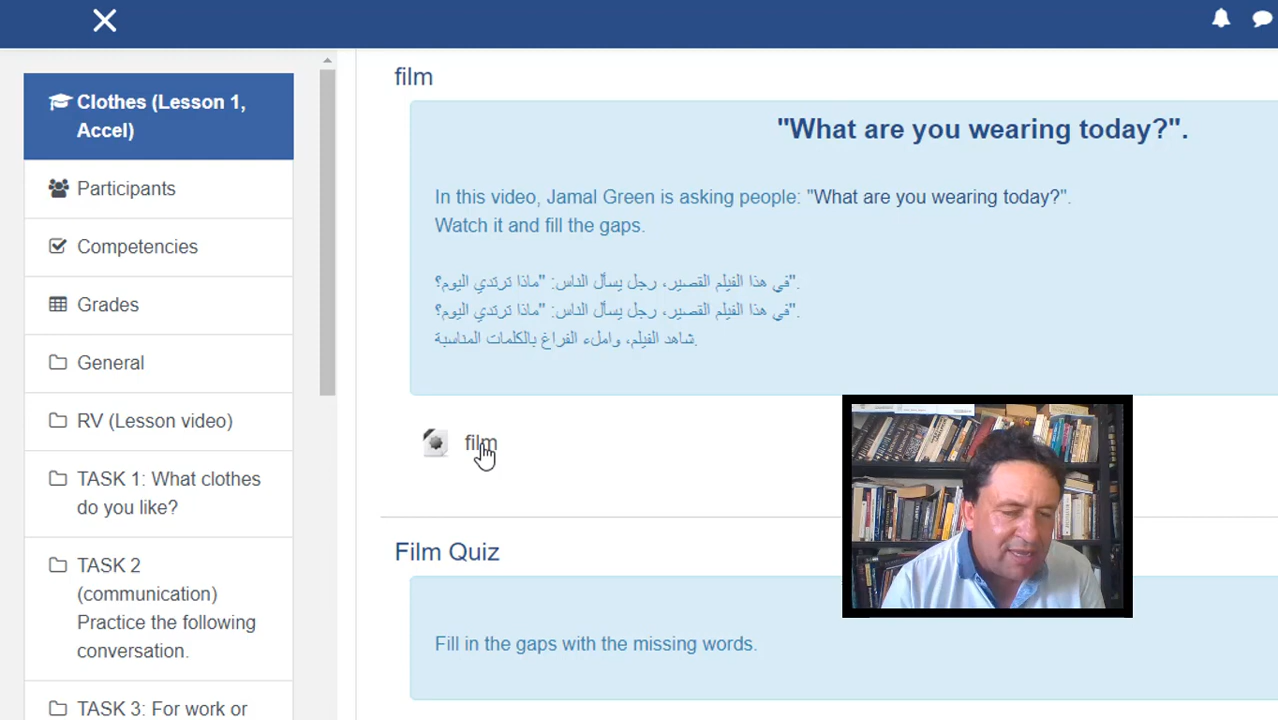 Clothes (Lesson 1,
Accel)
Participants
Competencies
Grades
General
RV (Lesson video)
TASK 1: What clothes
do you like?
TASK 2
(communication)
Practice the following
conversation.
TASK 3: For work or
film
"What are you wearing today?".
In this video, Jamal Green is asking people: "What are you wearing today?".
Watch it and fill the gaps.
في هذا الفيلم القصير، رجل يسأل الناس: "ماذا ترتدي اليوم؟".
في هذا الفيلم القصير، رجل يسأل الناس: "ماذا ترتدي اليوم؟".
شاهد الفيلم، واملء الفراغ بالكلمات المناسبة.
film
Film Quiz
Fill in the gaps with the missing words.